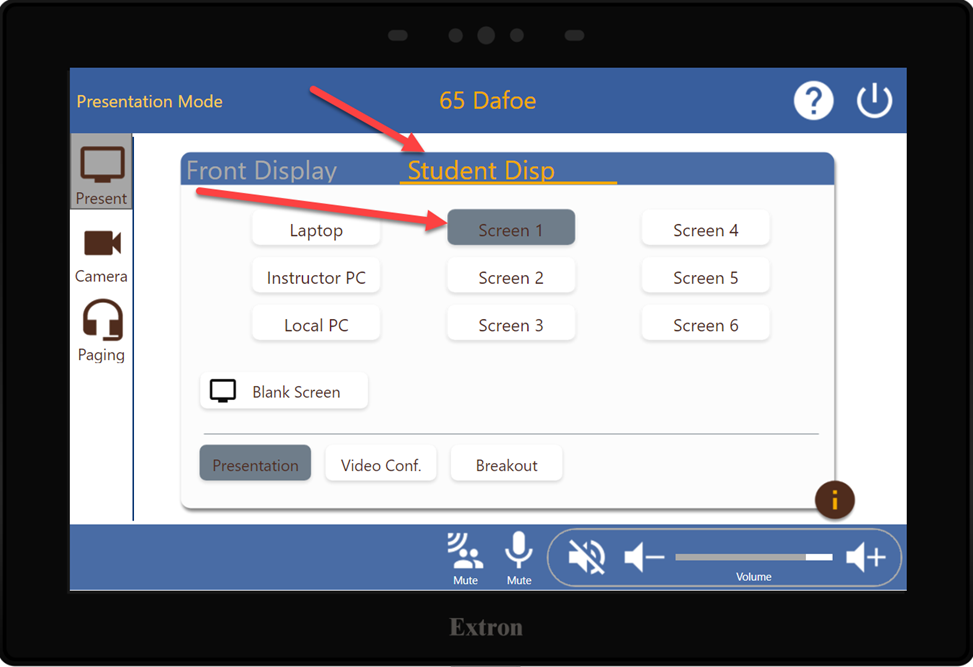 Presentation Mode
65 Dafoe
?
Present
Camera
Paging
Front Display
Student Disp
Laptop
Screen 1
Screen 4
Instructor PC
Screen 2
Screen 5
Local PC
Screen 3
Screen 6
Blank Screen
Presentation
Video Conf.
Breakout
i
Mute
Mute
Volume
Extron